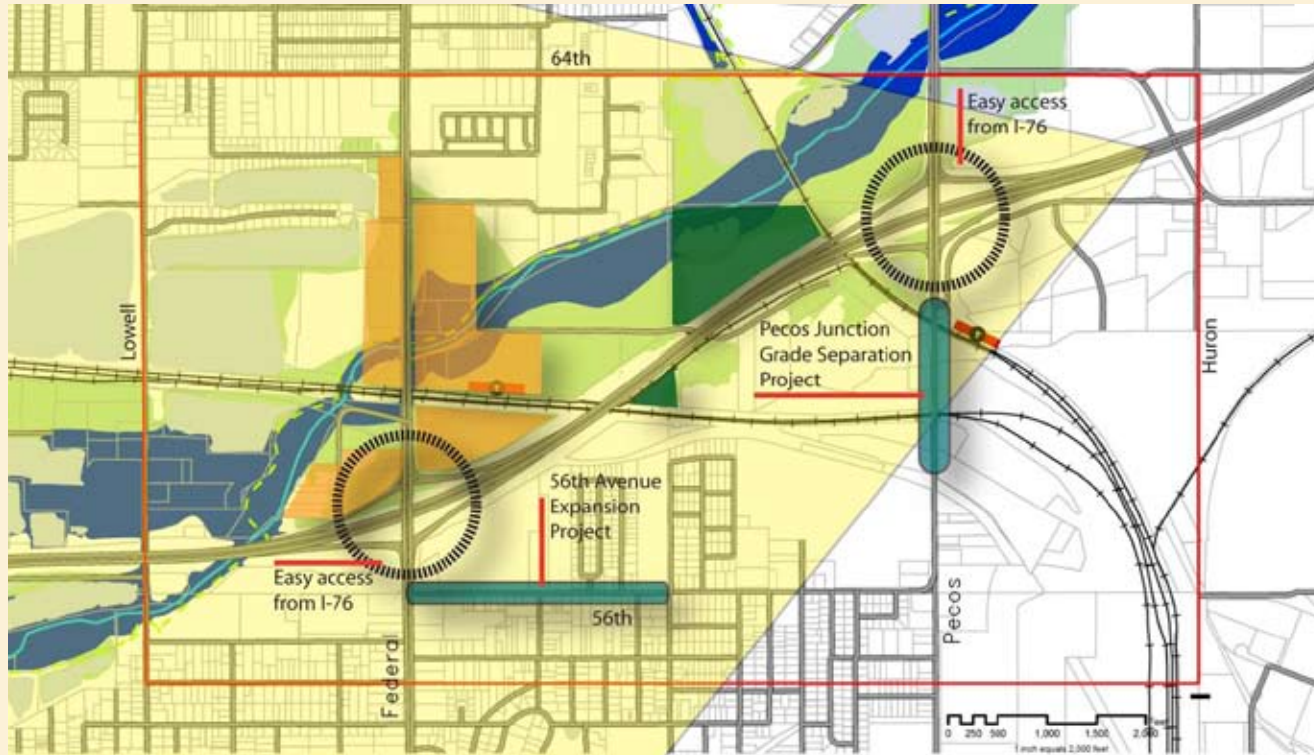 64th
Easy access
from I-76
Lowell
Pecos Junction
Grade Separation
Project
Huron
56th Avenue
Expansion
Project
Easy access
from I-76
56th
Federal
Pecos
0 250 500 1,000 1,500 2,000
1 inch equals 2,000 feet